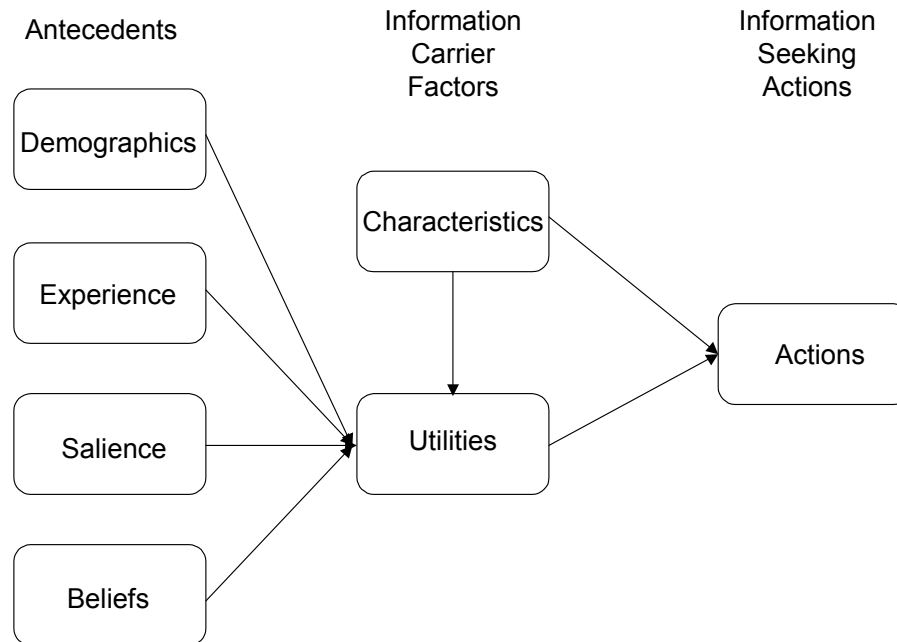 Antecedents
Information
Carrier
Factors
Information
Seeking
Actions
Demographics
Characteristics
Experience
Actions
Salience
Utilities
Beliefs